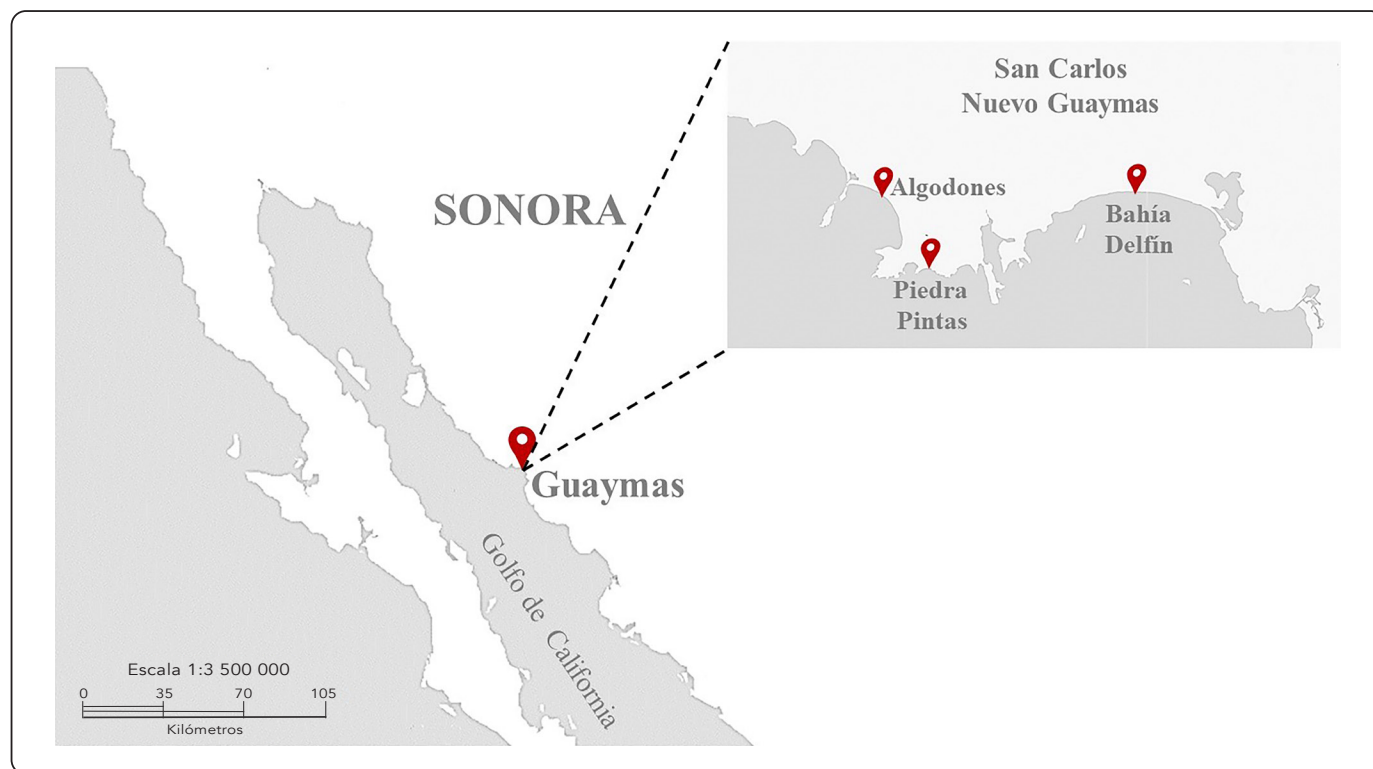 San Carlos
Nuevo Guaymas
Algodones
Bahía
Delfín
Piedra
Pintas
SONORA
Guaymas
Golfo de California
Escala 1:3 500 000
0 35 70 105
Kilómetros